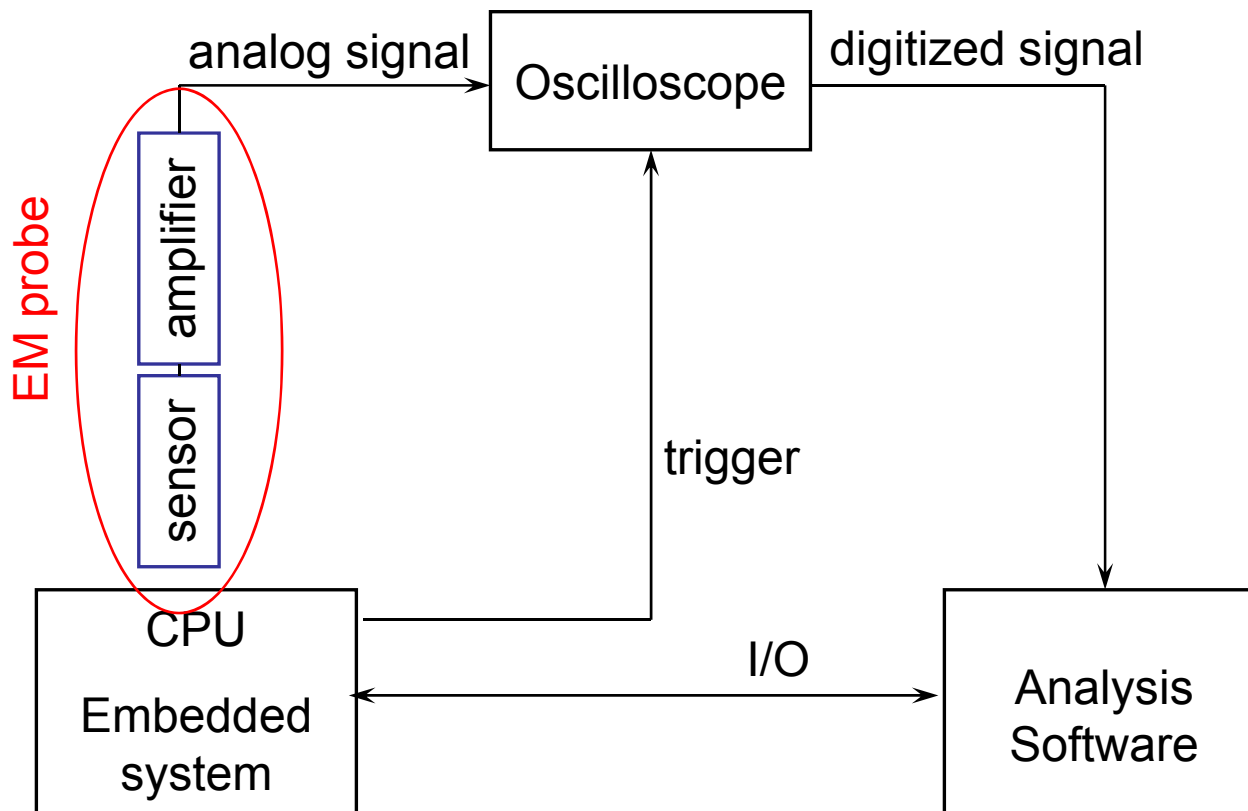 analog signal
Oscilloscope
digitized signal
EM probe
amplifier
sensor
trigger
CPU
Embedded
system
I/O
Analysis
Software